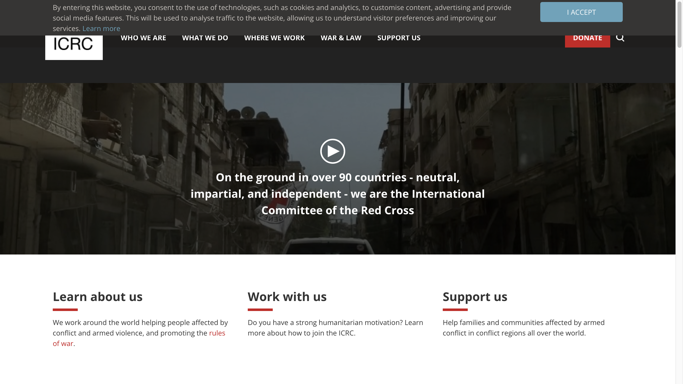 By entering this website, you consent to the use of technologies, such as cookies and analytics, to customise content, advertising and provide
social media features. This will be used to analyse traffic to the website, allowing us to understand visitor preferences and improving our
services. Learn more
I ACCEPT
ICRC
WHO WE ARE
WHAT WE DO
WHERE WE WORK
WAR & LAW
SUPPORT US
DONATE
On the ground in over 90 countries - neutral,
impartial, and independent - we are the International
Committee of the Red Cross
Learn about us
We work around the world helping people affected by
conflict and armed violence, and promoting the rules
of war.
Work with us
Do you have a strong humanitarian motivation? Learn
more about how to join the ICRC.
Support us
Help families and communities affected by armed
conflict in conflict regions all over the world.